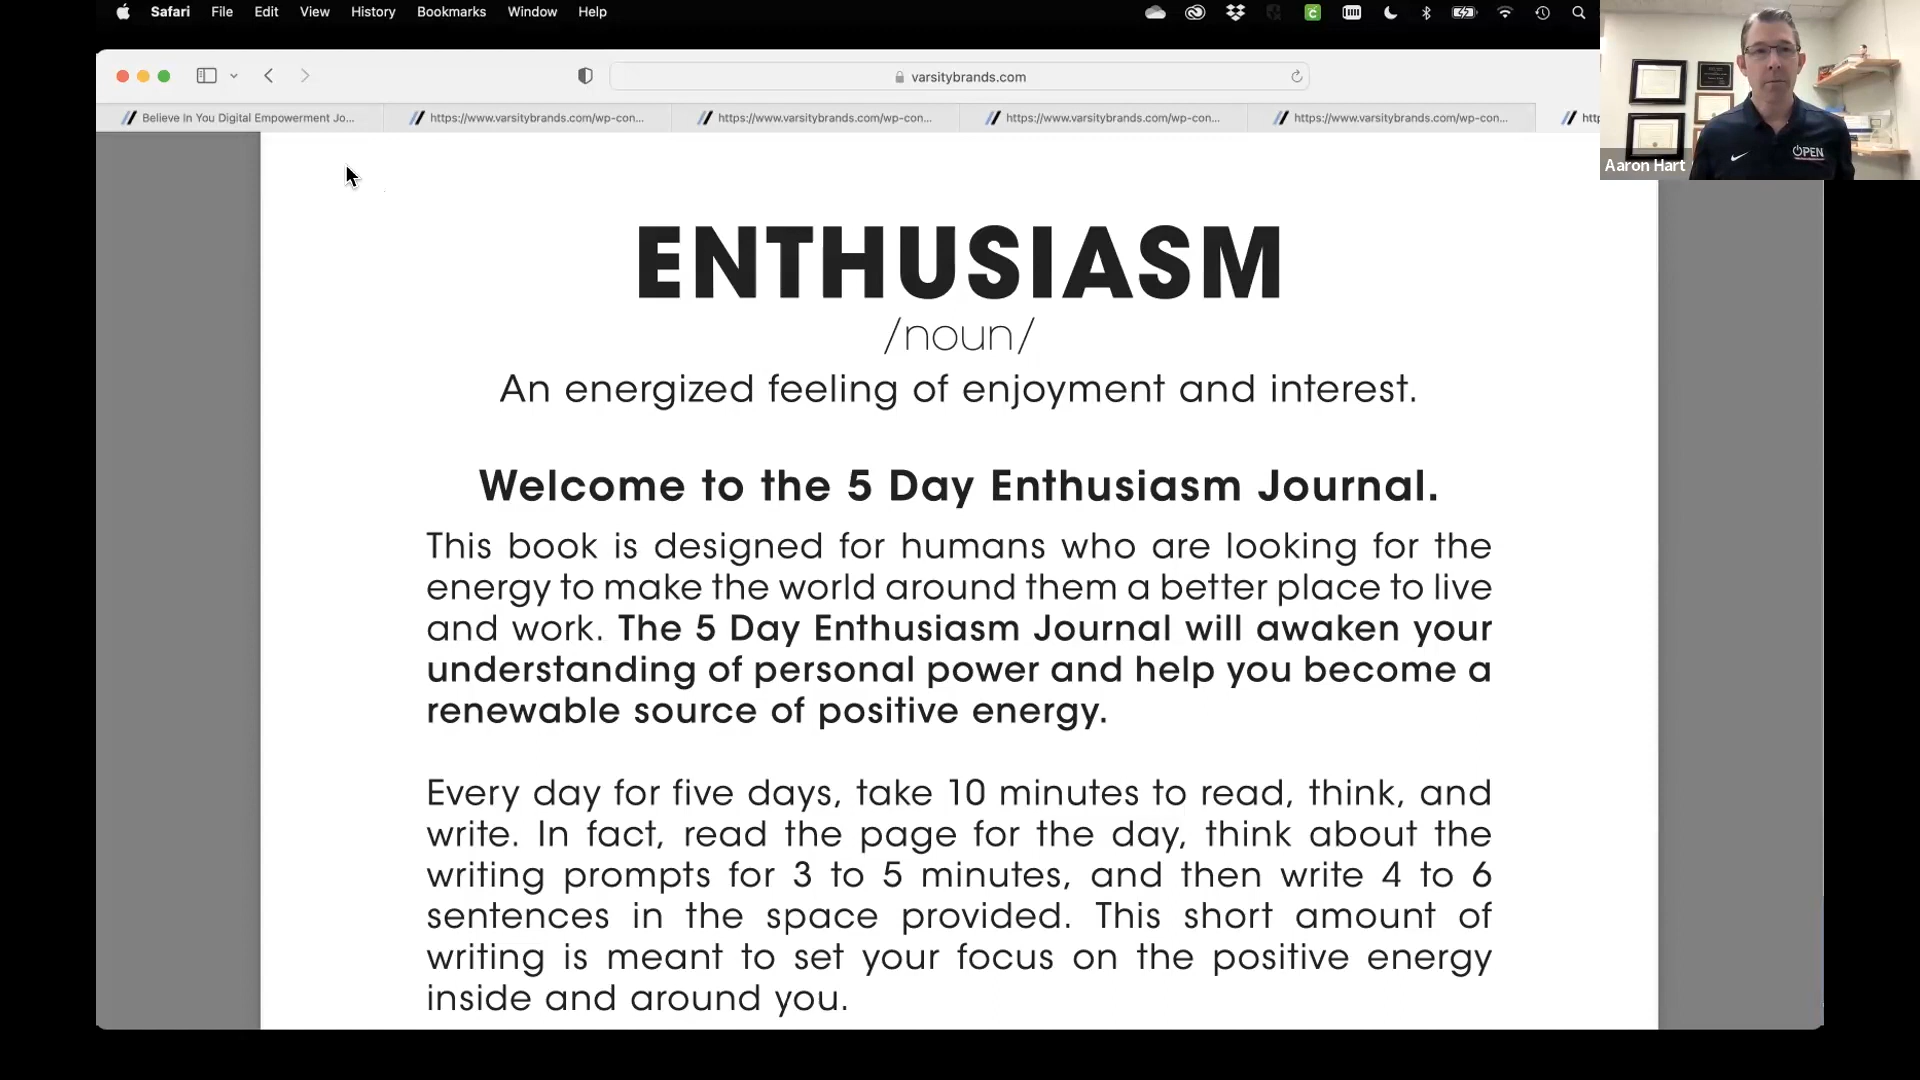 Safari File Edit View History Bookmarks Window Help
varsitybrands.com
Believe In You Digital Empowerment Jo...
https://www.varsitybrands.com/wp-con...
https://www.varsitybrands.com/wp-con...
https://www.varsitybrands.com/wp-con...
https://www.varsitybrands.com/wp-con...
OPEN
Aaron Hart
ENTHUSIASM
/noun/
An energized feeling of enjoyment and interest.
Welcome to the 5 Day Enthusiasm Journal.
This book is designed for humans who are looking for the
energy to make the world around them a better place to live
and work. The 5 Day Enthusiasm Journal will awaken your
understanding of personal power and help you become a
renewable source of positive energy.
Every day for five days, take 10 minutes to read, think, and
write. In fact, read the page for the day, think about the
writing prompts for 3 to 5 minutes, and then write 4 to 6
sentences in the space provided. This short amount of
writing is meant to set your focus on the positive energy
inside and around you.